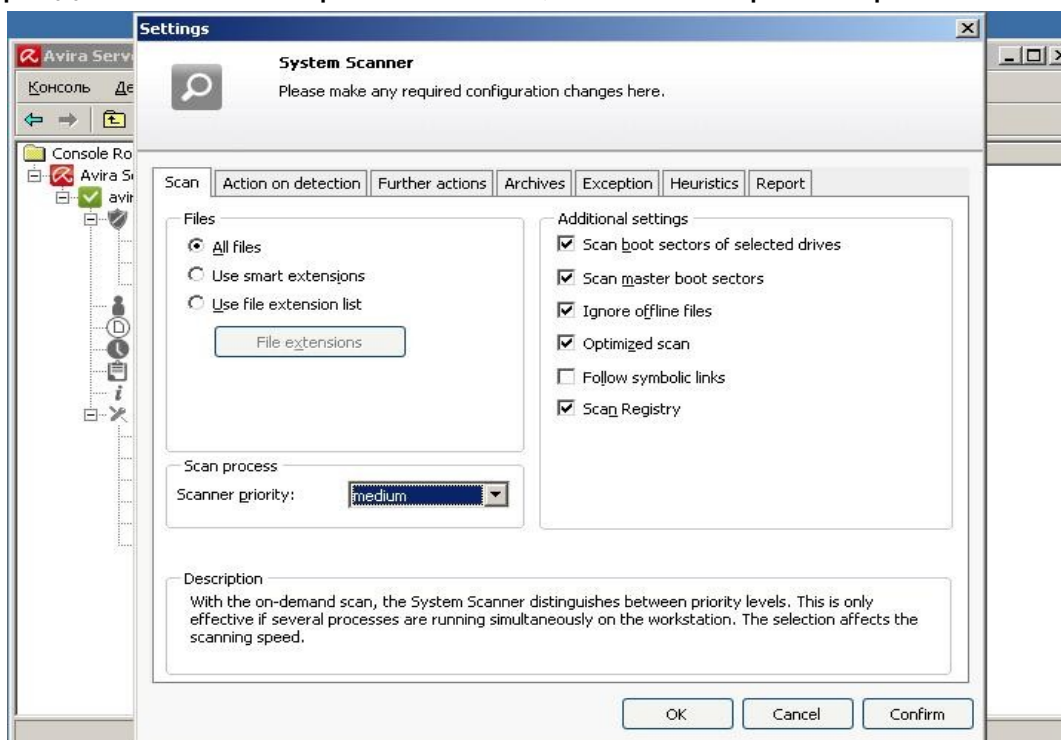 Settings
System Scanner
Please make any required configuration changes here.
Avira Serv
Консоль Де
Console Ro
Avira S
avir
Scan Action on detection Further actions Archives Exception Heuristics Report
Files
All files
Use smart extensions
Use file extension list
File extensions
Additional settings
Scan boot sectors of selected drives
Scan master boot sectors
Ignore offline files
Optimized scan
Follow symbolic links
Scan Registry
Scan process
Scanner priority: medium
Description
With the on-demand scan, the System Scanner distinguishes between priority levels. This is only
effective if several processes are running simultaneously on the workstation. The selection affects the
scanning speed.
OK Cancel Confirm